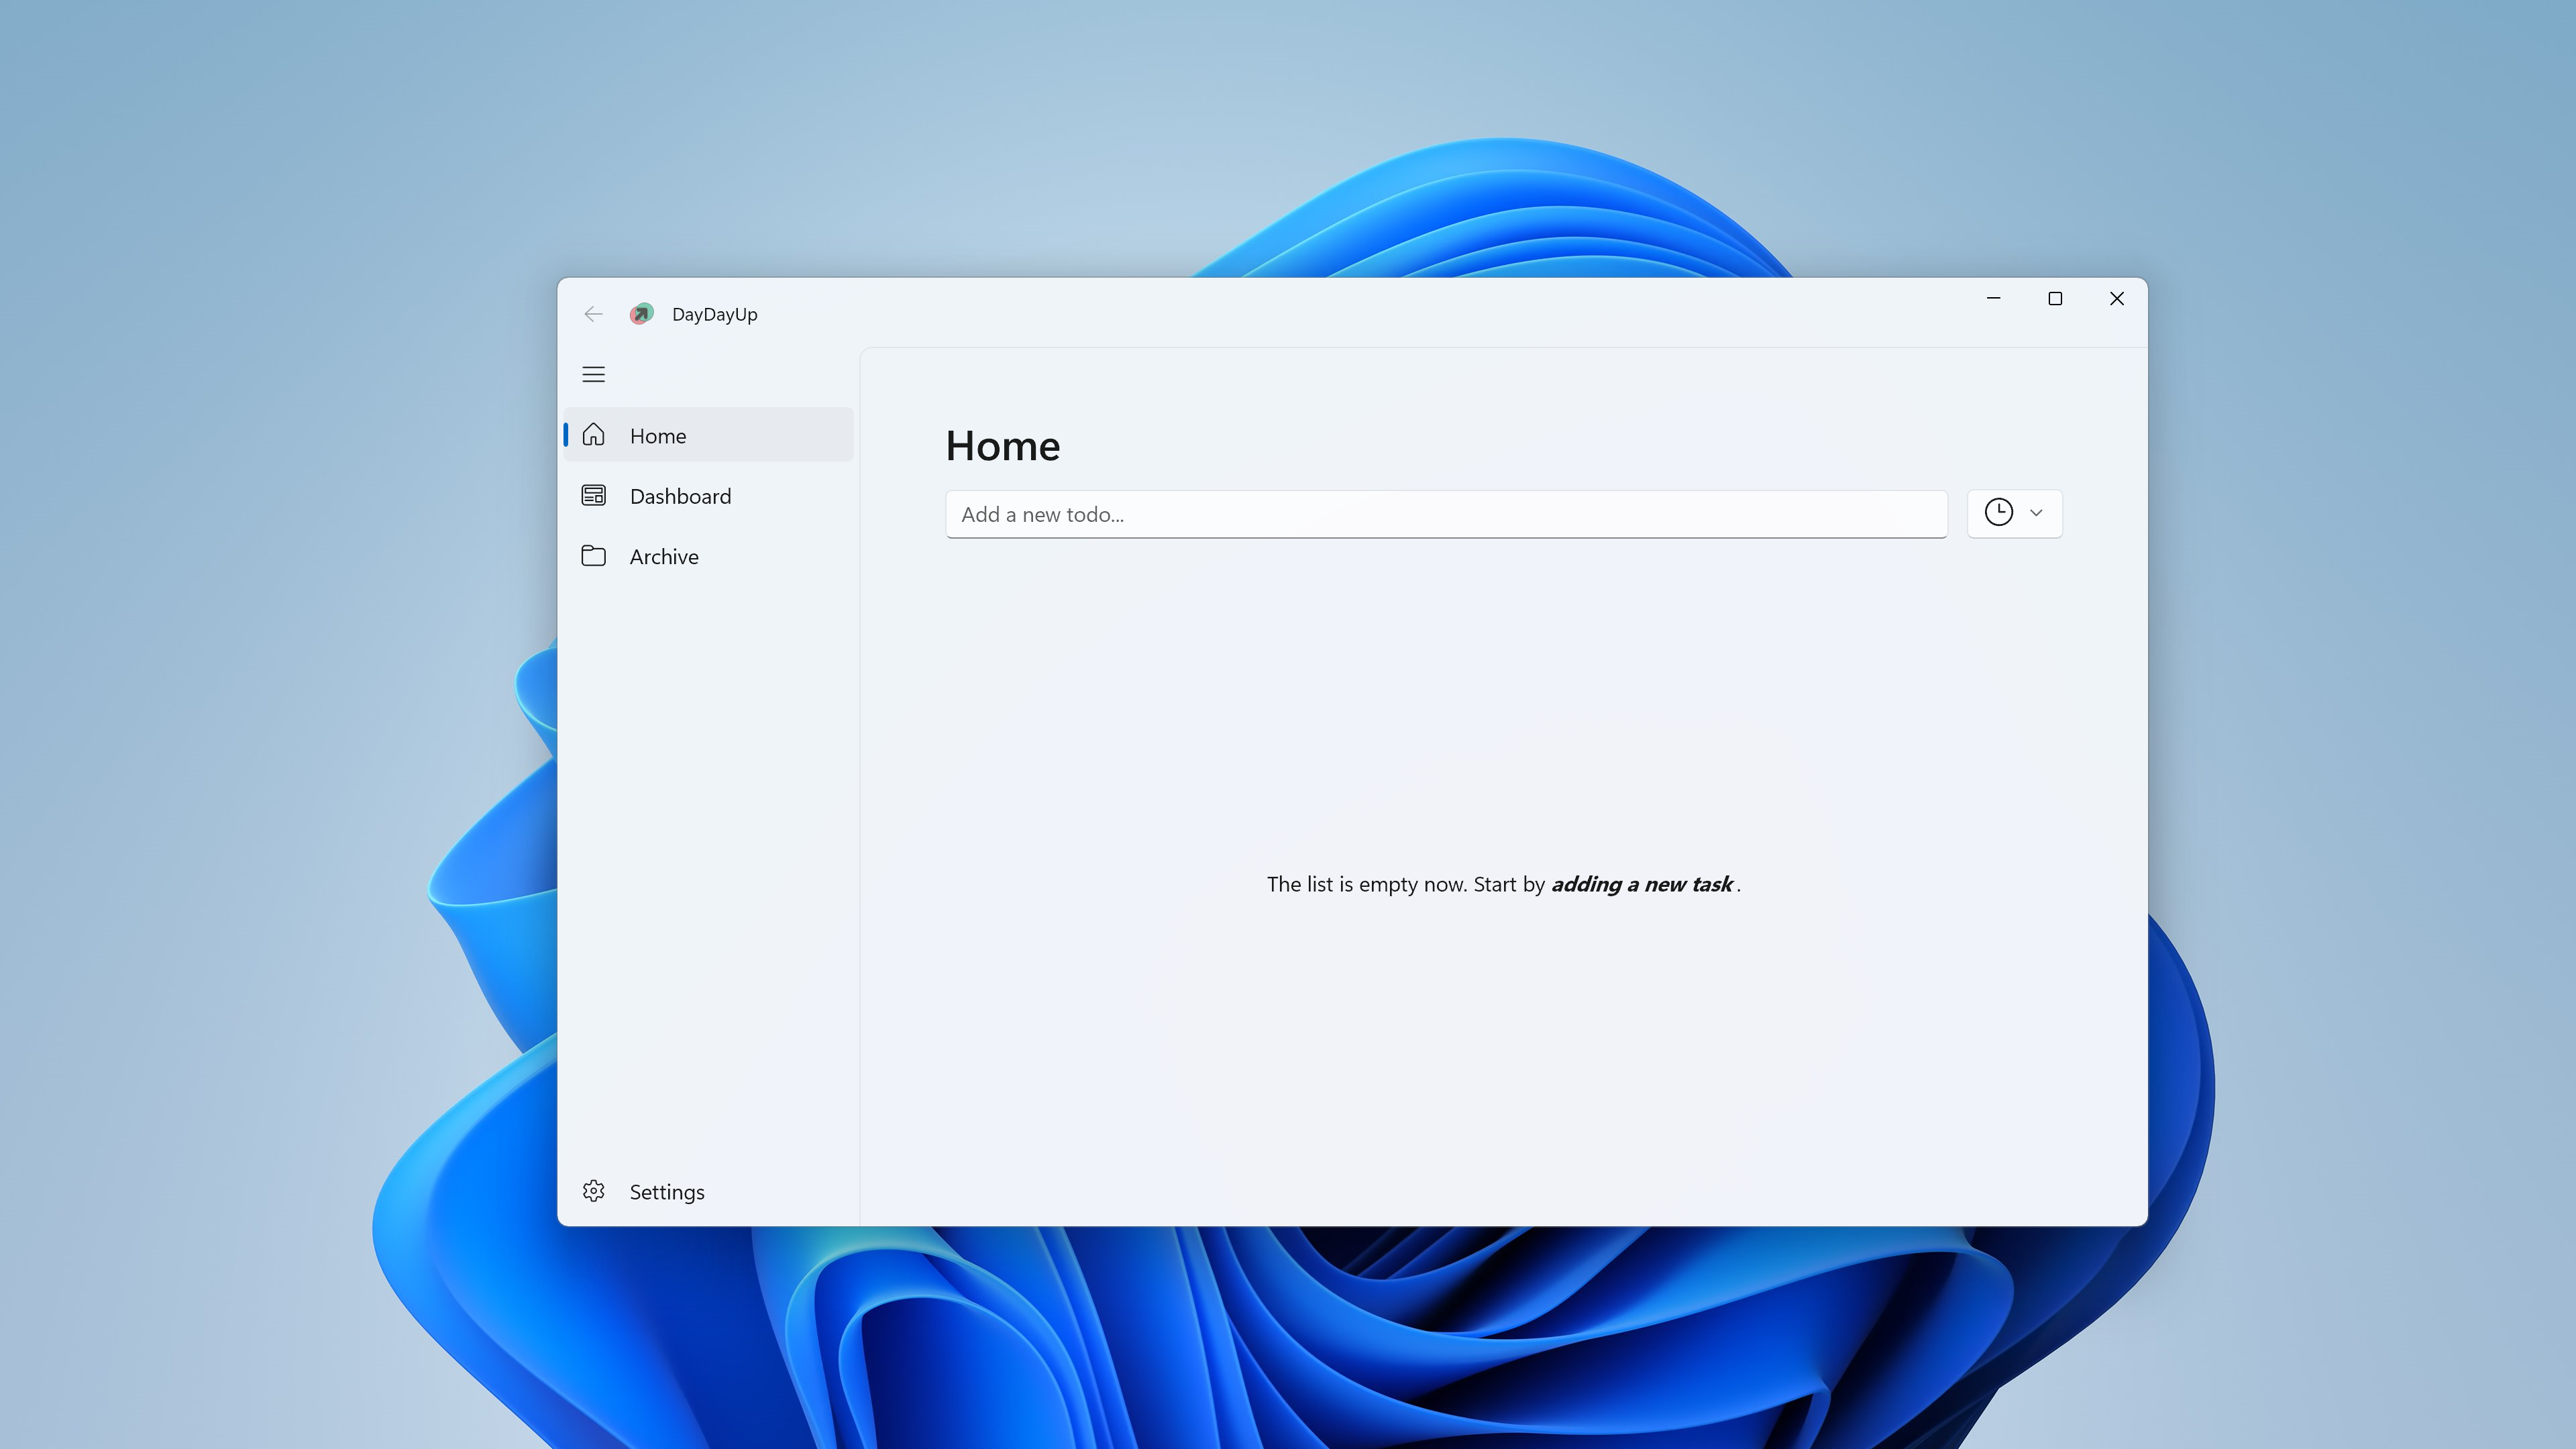 DayDayUp
Home
Dashboard
Archive
Settings
Home
Add a new todo...
The list is empty now. Start by adding a new task .